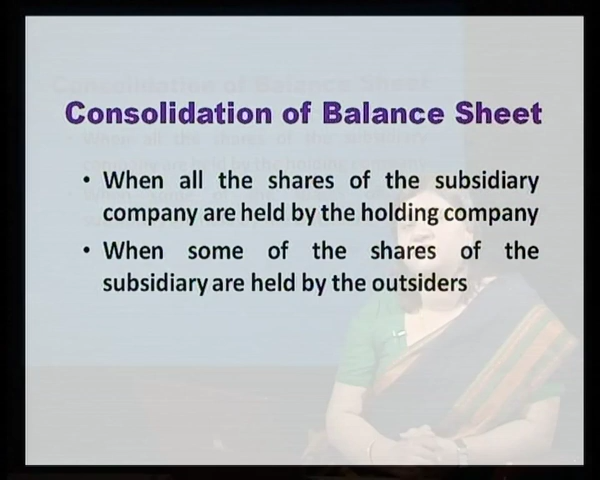 Consolidation of Balance Sheet
• When all the shares of the subsidiary
company are held by the holding company
• When some of the shares of the
subsidiary are held by the outsiders